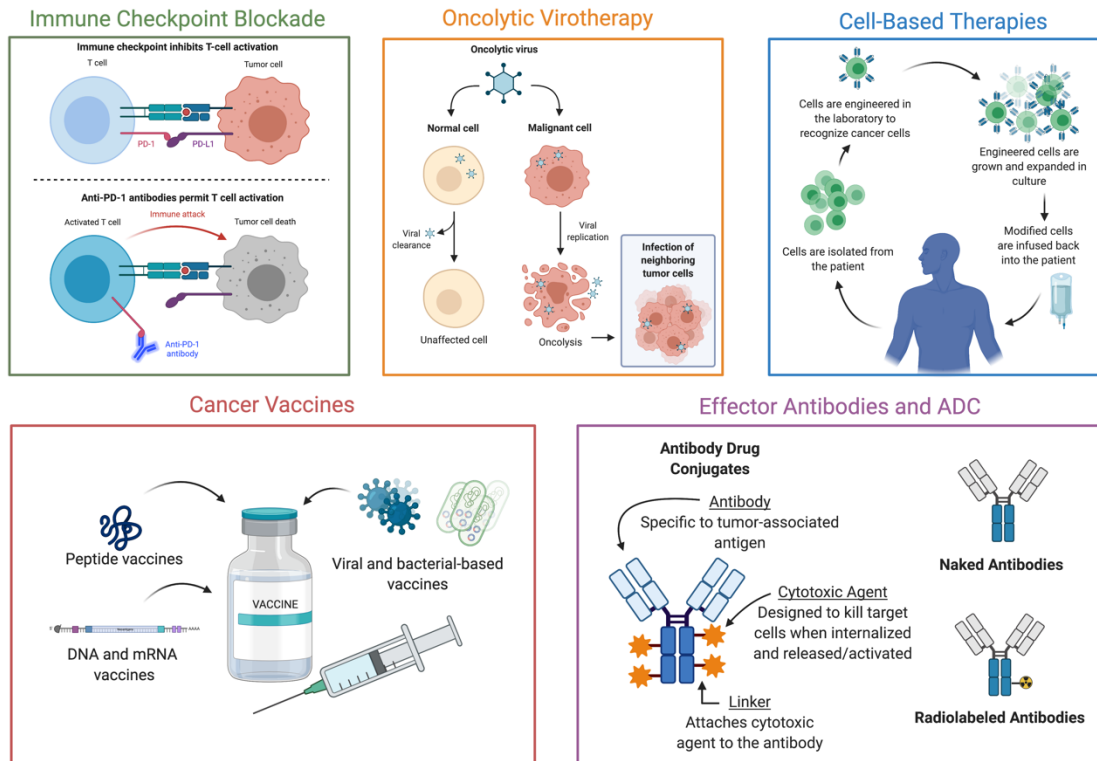 Immune Checkpoint Blockade
Immune checkpoint inhibits T-cell activation
T cell
Tumor cell
PD-1
PD-L1
Anti-PD-1 antibodies permit T cell activation
Activated T cell
Immune attack
Tumor cell death
Anti-PD-1
antibody
Oncolytic Virotherapy
Oncolytic virus
Normal cell
Malignant cell
Viral
clearance
Viral
replication
Unaffected cell
Oncolysis
Infection of
neighboring
tumor cells
Cell-Based Therapies
Cells are engineered in
the laboratory to
recognize cancer cells
Engineered cells are
grown and expanded in
culture
Cells are isolated from
the patient
Modified cells
are infused back
into the patient
Cancer Vaccines
Peptide vaccines
Viral and bacterial-based
vaccines
VACCINE
5'
AAAA
DNA and mRNA
vaccines
Effector Antibodies and ADC
Antibody Drug
Conjugates
Antibody
Specific to tumor-associated
antigen
Cytotoxic Agent
Designed to kill target
cells when internalized
and released/activated
Linker
Attaches cytotoxic
agent to the antibody
Naked Antibodies
Radiolabeled Antibodies